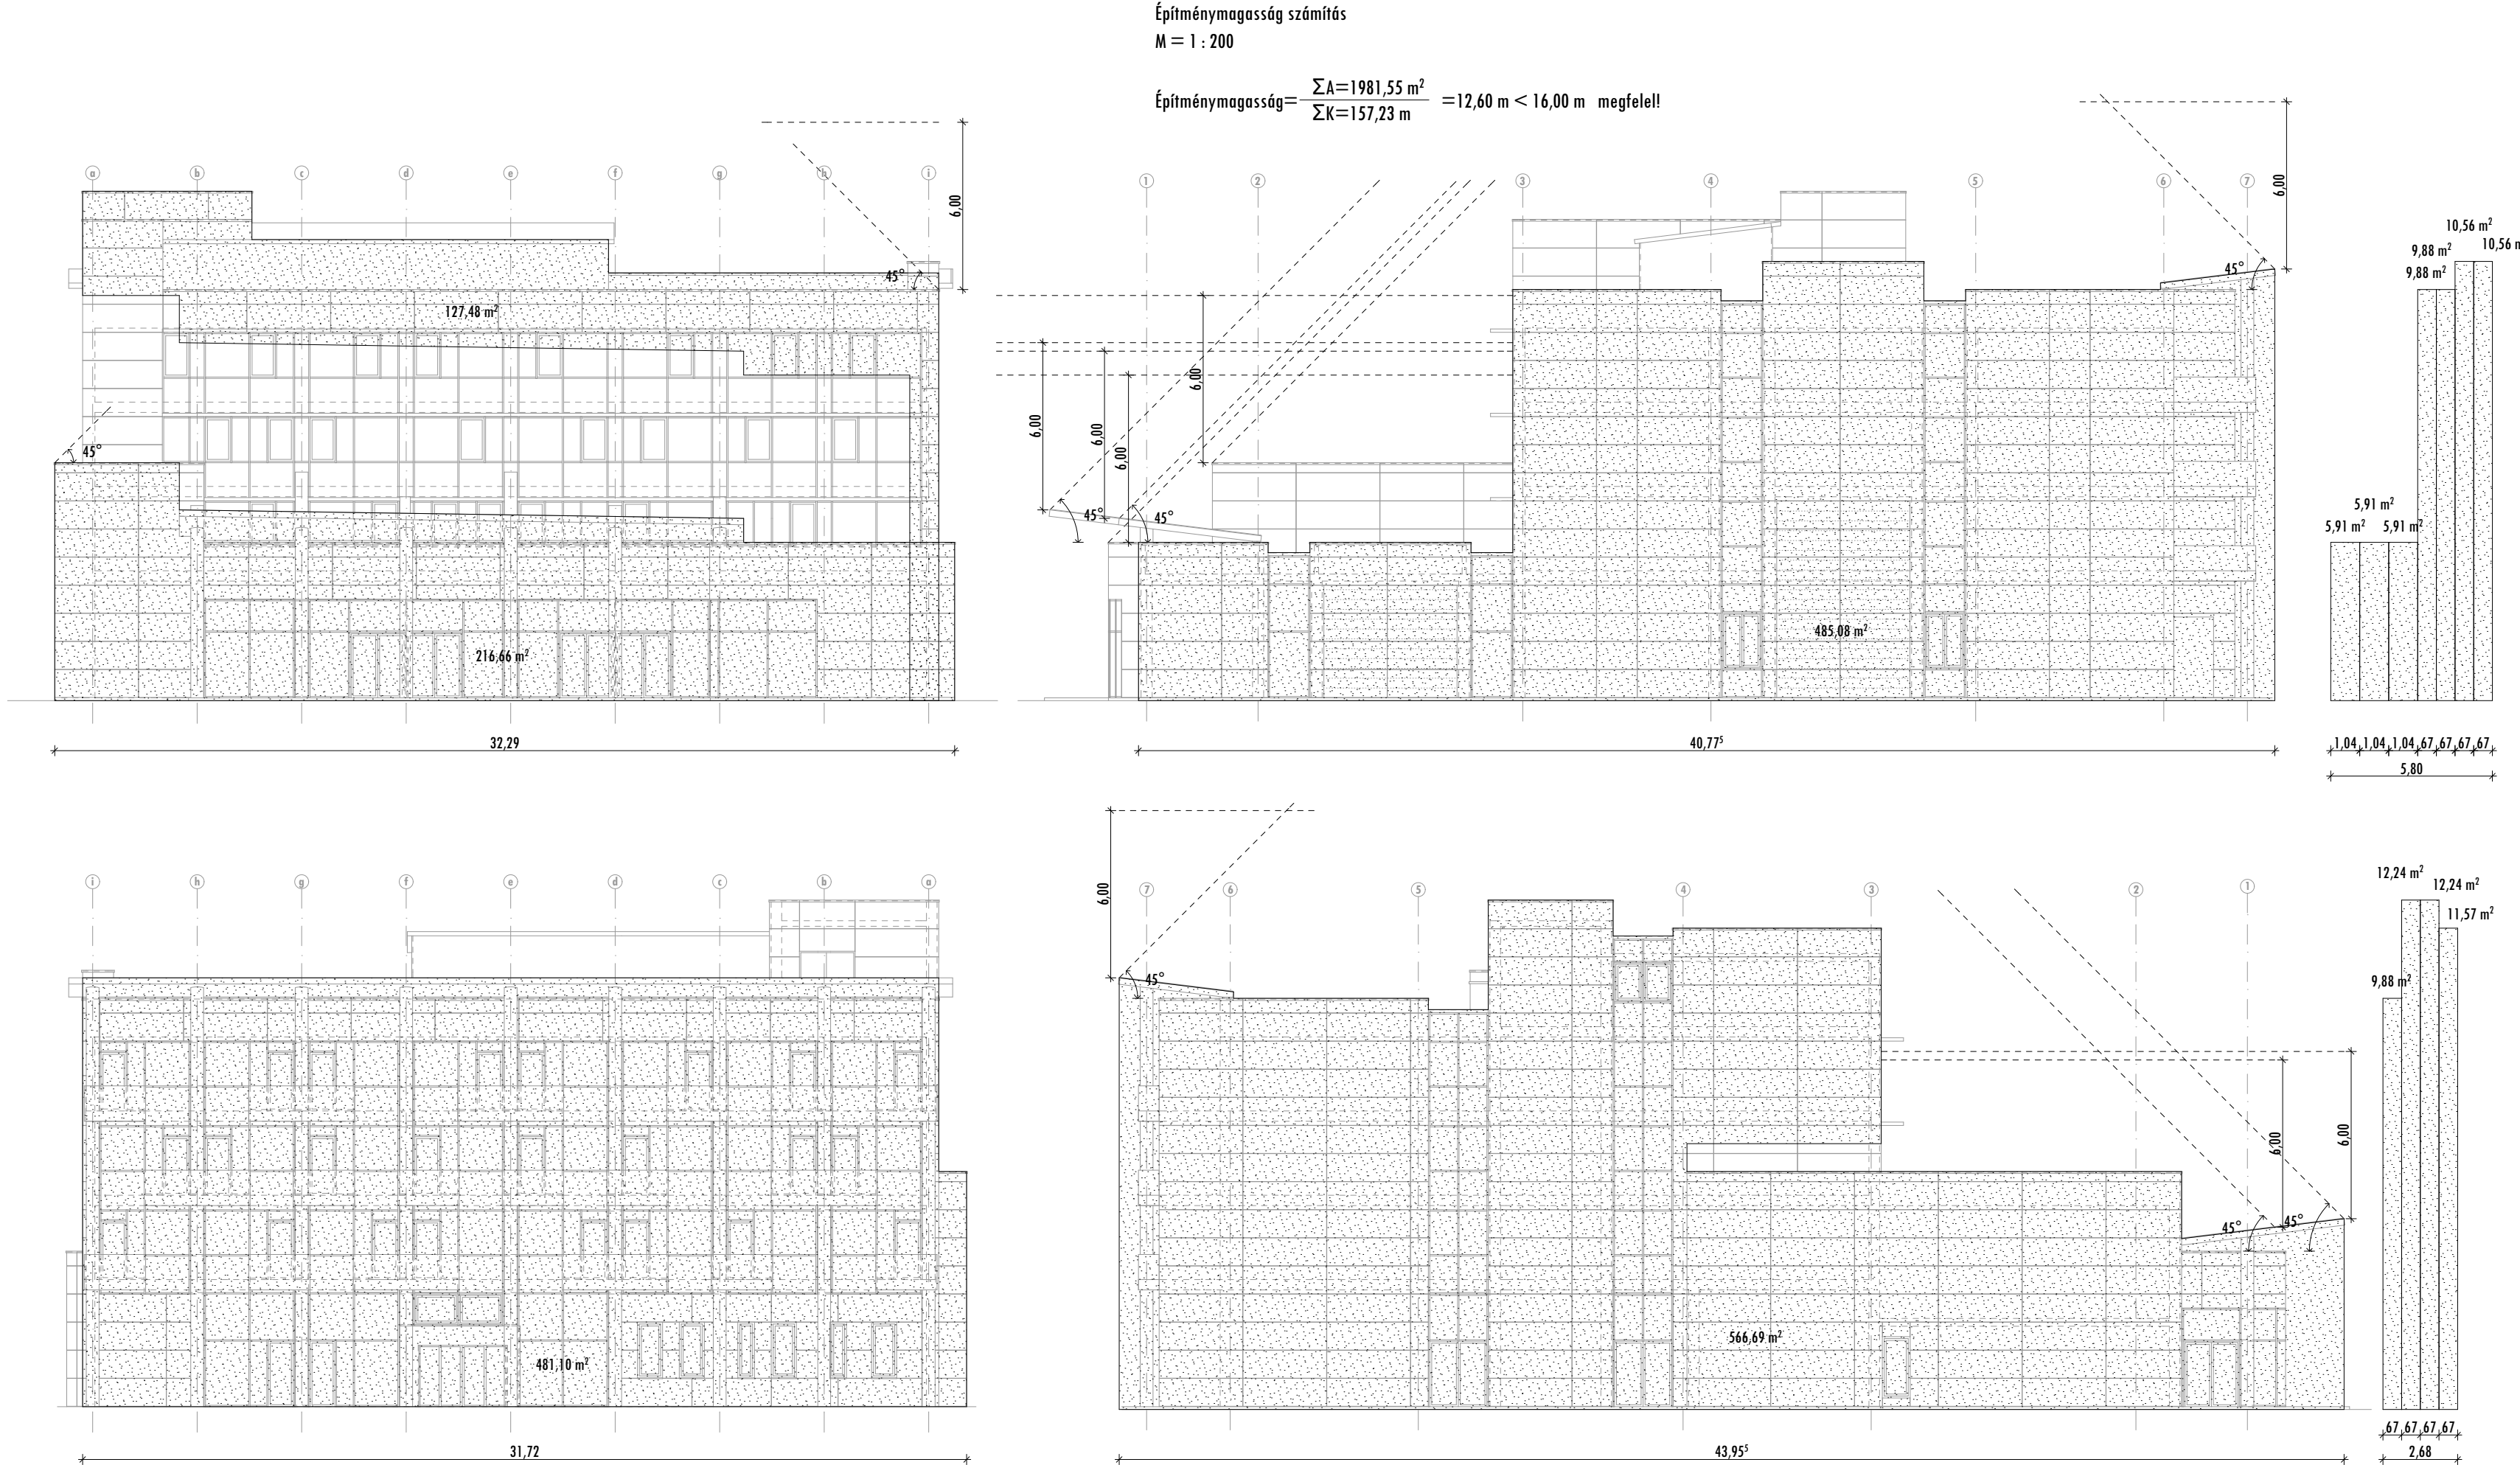 Építménymagasság számítás
M = 1 : 200
Építménymagasság= ΣA=1981,55 m² / ΣK=157,23 m =12,60 m < 16,00 m megfelel!
a b c d e f g h i
6,00
45°
127,48 m²
45°
216,66 m²
32,29
1 2 3 4 5 6 7
6,00
45°
6,00
6,00
6,00
6,00
45°
45°
485,08 m²
40,77⁵
10,56 m²
10,56 m
9,88 m²
9,88 m²
5,91 m²
5,91 m²
5,91 m²
1,04 1,04 1,04 67 67 67 67
5,80
i h g f e d c b a
481,10 m²
31,72
7 6 5 4 3 2 1
6,00
45°
6,00
6,00
45°
45°
566,69 m²
43,95⁵
12,24 m²
12,24 m²
11,57 m²
9,88 m²
67 67 67 67
2,68